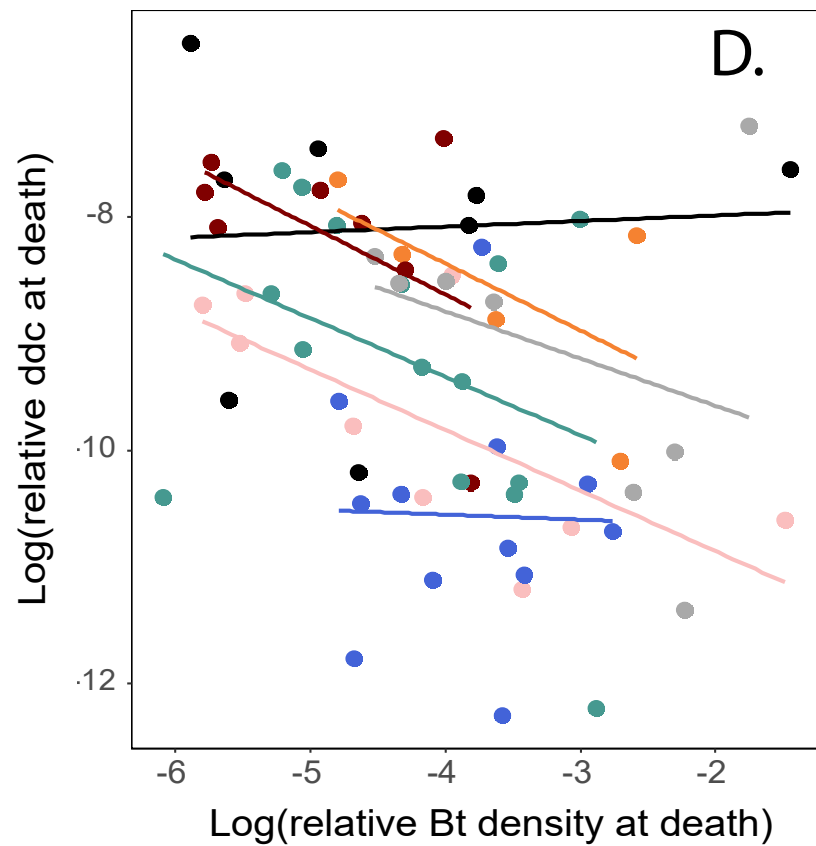 D.
Log(relative ddc at death)
-8
·10
·12
-6 -5 -4 -3 -2
Log(relative Bt density at death)